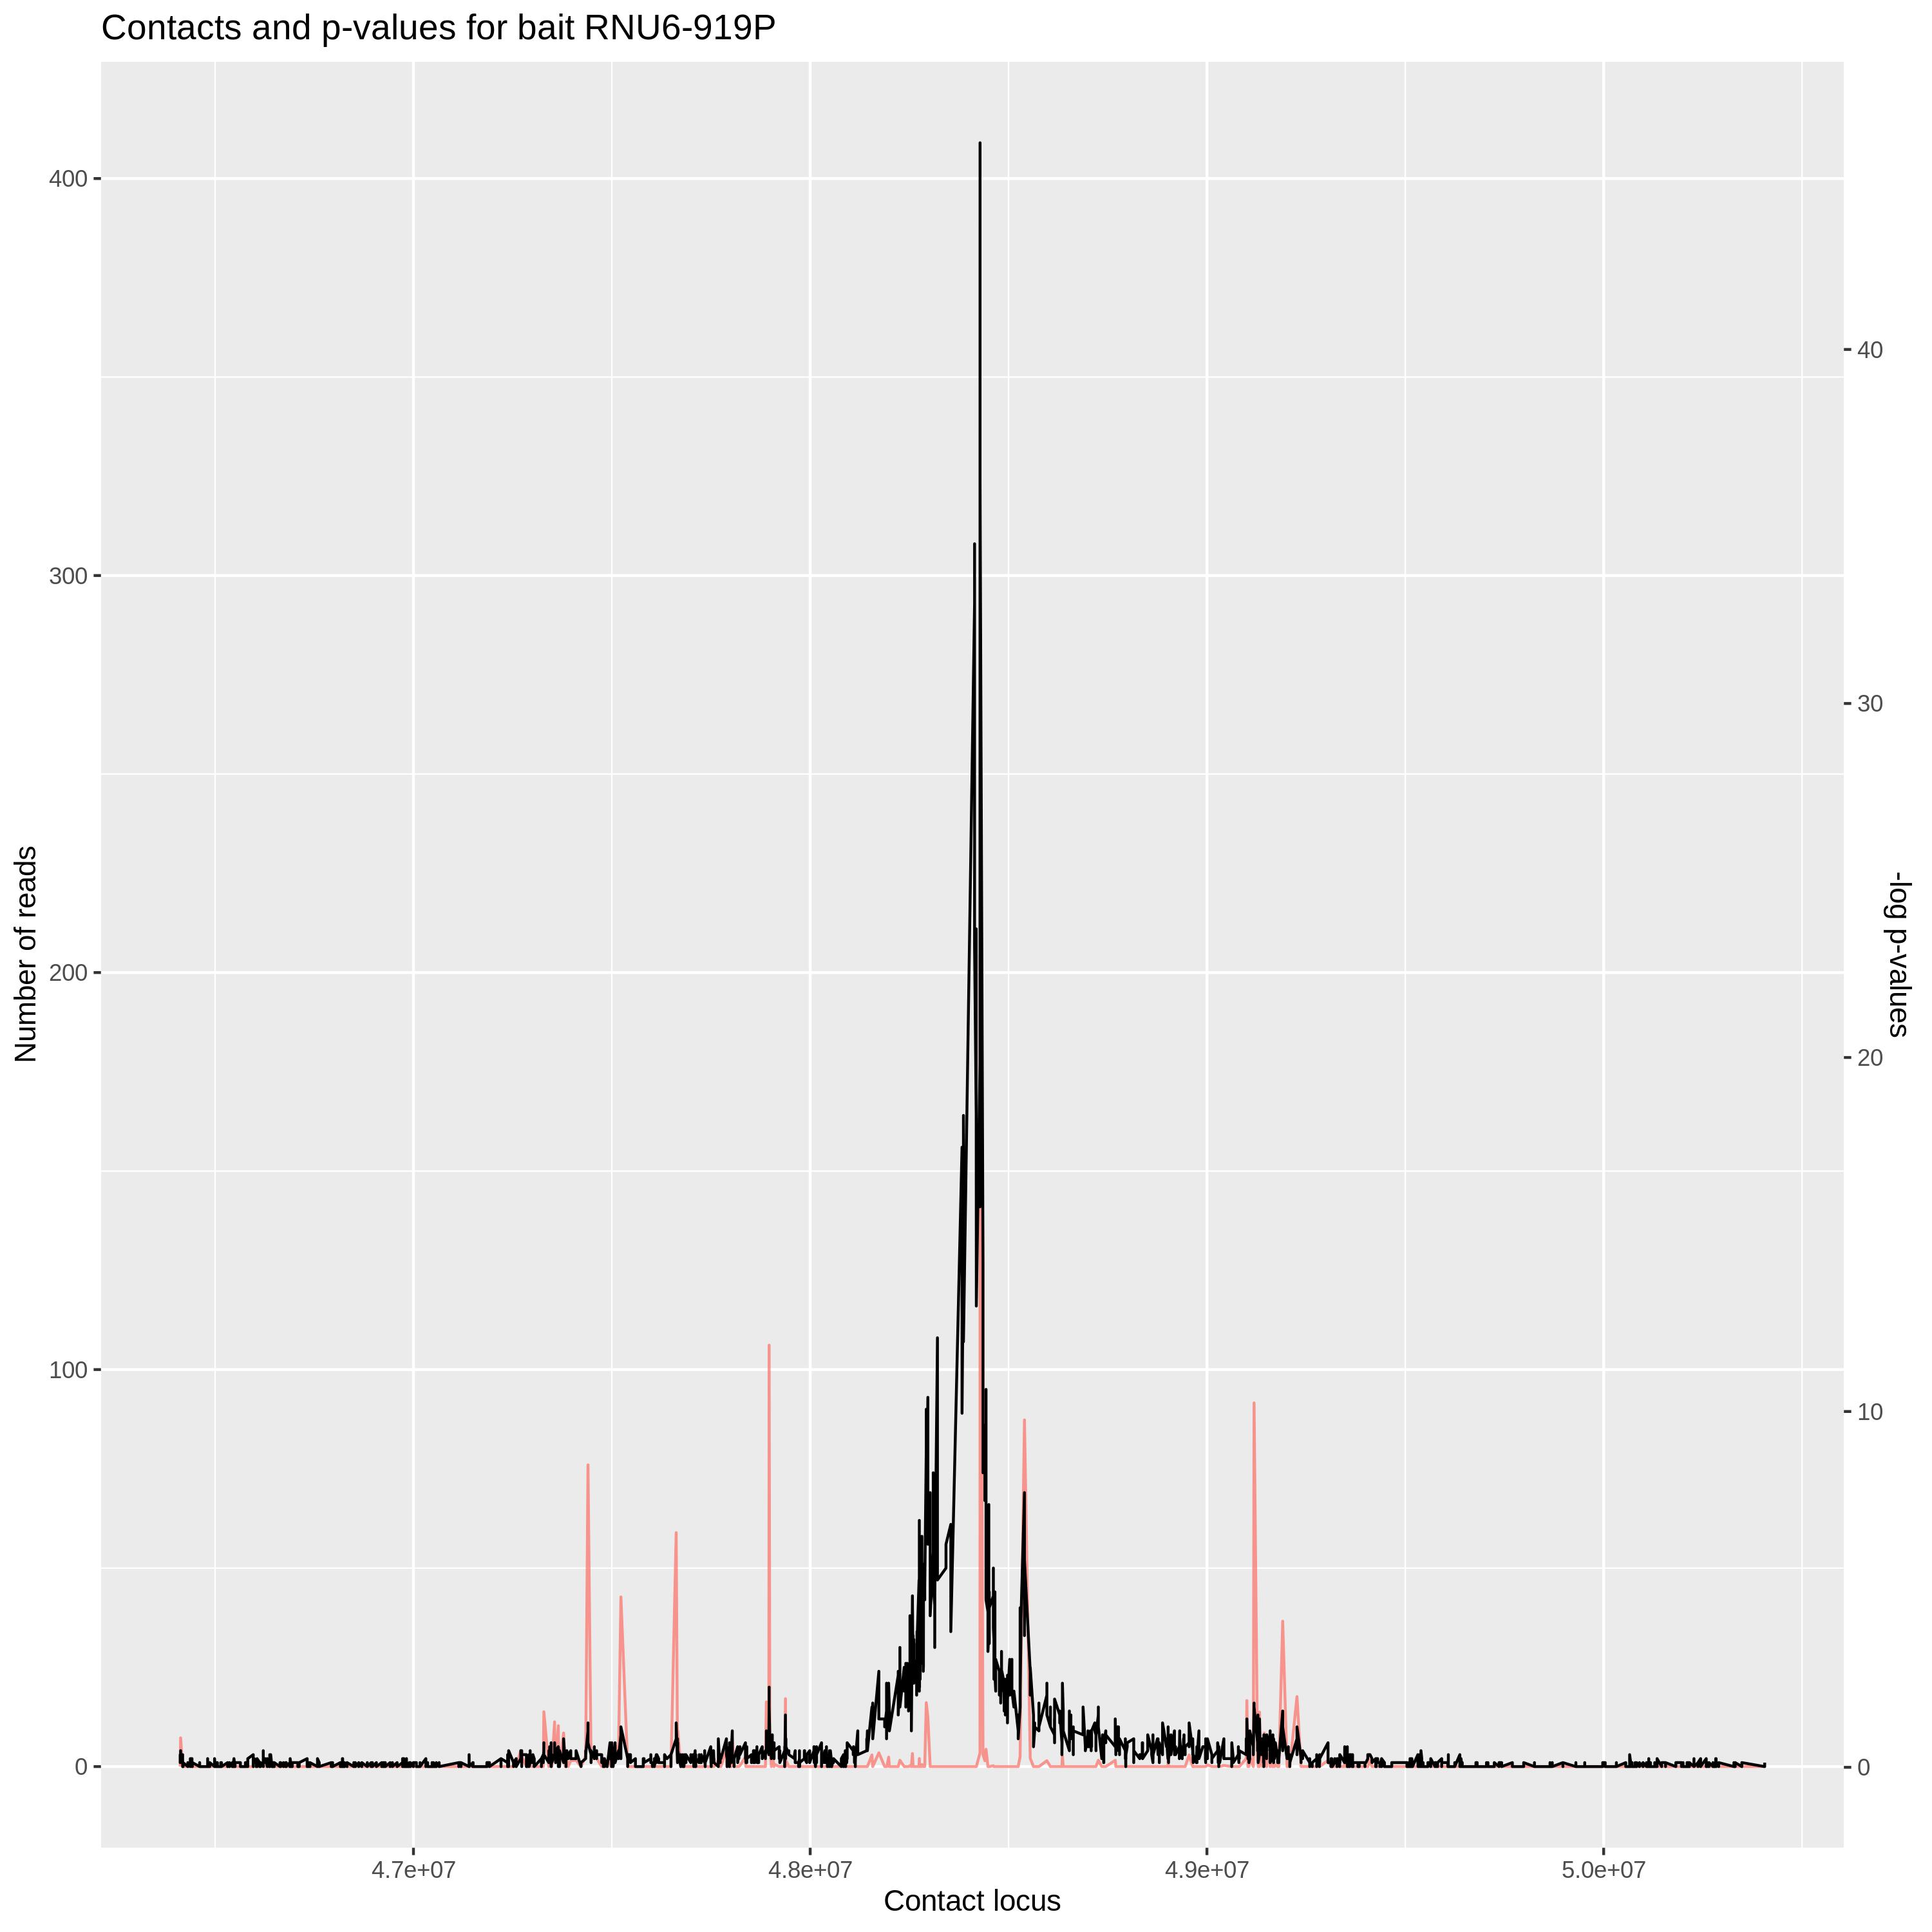 Contacts and p-values for bait RNU6-919P
Number of reads
400
300
200
100
0
40
30
20
10
0
-log p-values
4.7e+07
4.8e+07
4.9e+07
5.0e+07
Contact locus